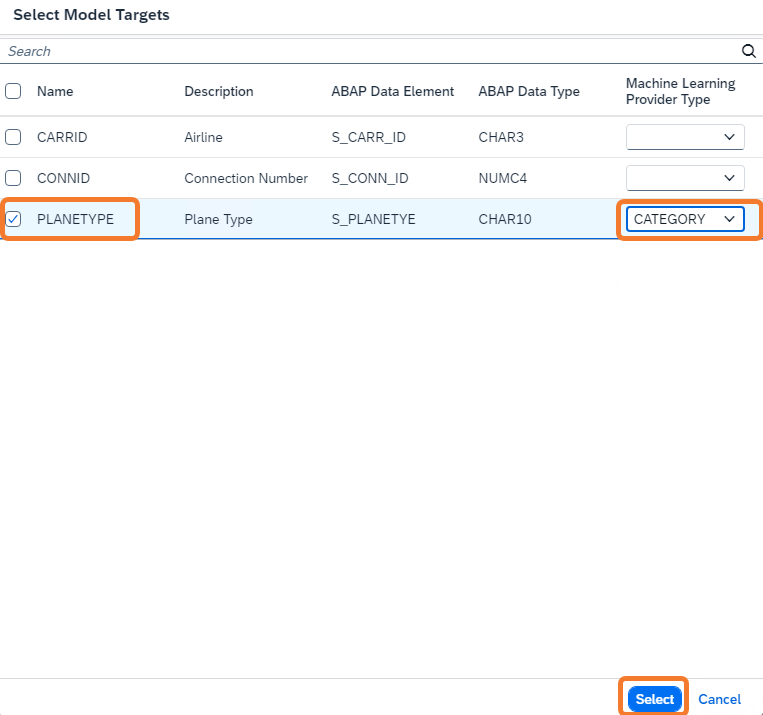 Select Model Targets
Search
Name Description ABAP Data Element ABAP Data Type Machine Learning Provider Type
CARRID Airline S_CARR_ID CHAR3
CONNID Connection Number S_CONN_ID NUMC4
PLANETYPE Plane Type S_PLANETYE CHAR10 CATEGORY
Select Cancel